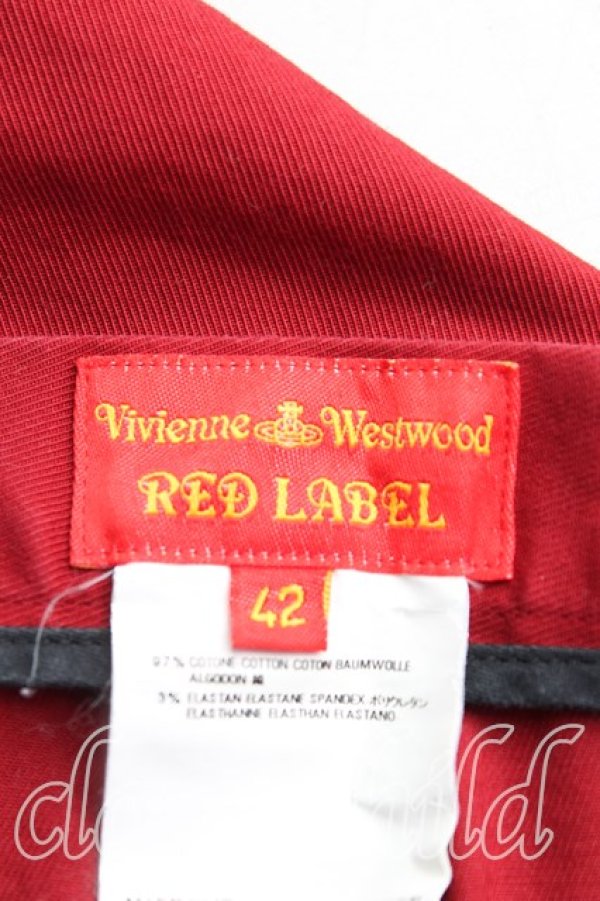 Vivienne Westwood
RED LABEL
42
97% COTONE COTTON COTON BAUMWOLLE
ALGODON 綿
3% ELASTAN ELASTANE SPANDEX ポリウレタン
ELASTHANNE ELASTHAN ELASTANO